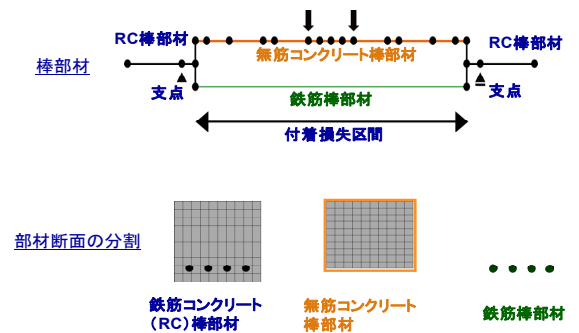 RC棒部材
RC棒部材
無筋コンクリート棒部材
棒部材
支点
支点
鉄筋棒部材
付着損失区間
部材断面の分割
鉄筋コンクリート
（RC）棒部材
無筋コンクリート
棒部材
鉄筋棒部材